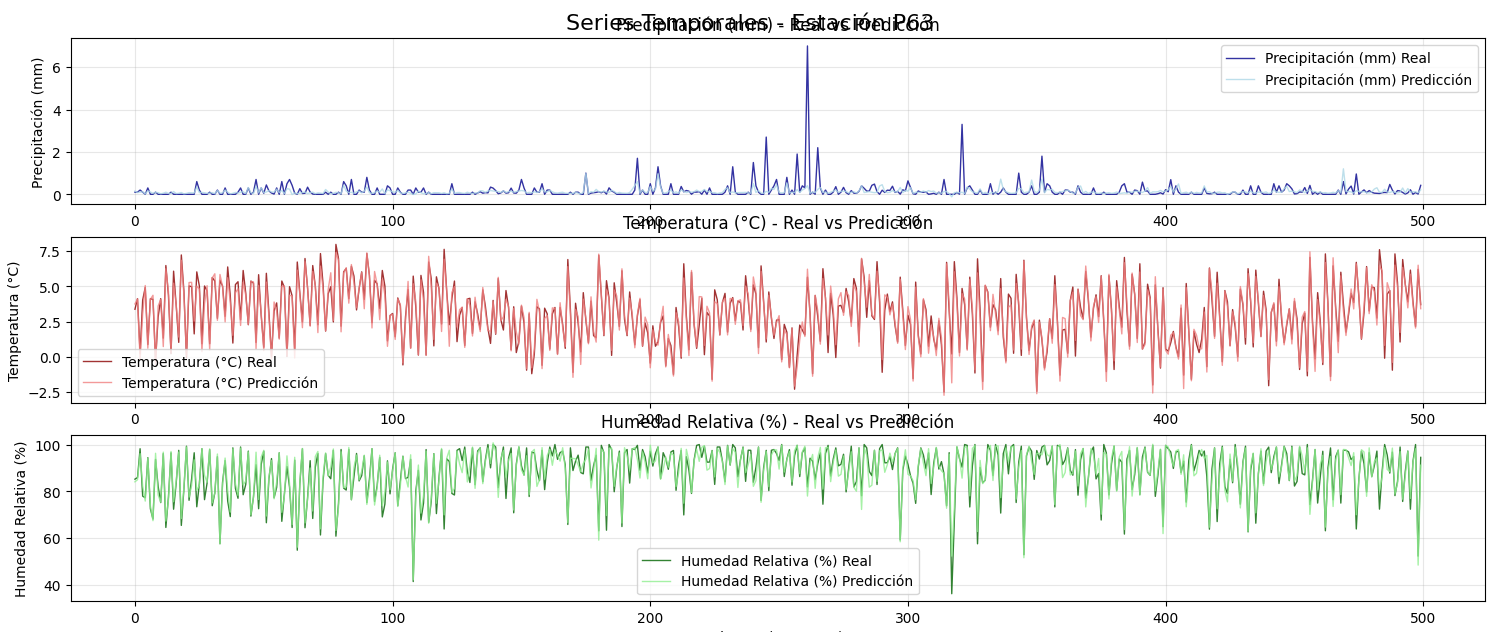 Series Temporales - Estación P63
Precipitación (mm) - Real vs Predicción
Precipitación (mm)
6
4
2
0
Precipitación (mm) Real
Precipitación (mm) Predicción
0 100 200 300 400 500
Temperatura (°C) - Real vs Predicción
Temperatura (°C)
7.5
5.0
2.5
0.0
−2.5
Temperatura (°C) Real
Temperatura (°C) Predicción
0 100 200 300 400 500
Humedad Relativa (%) - Real vs Predicción
Humedad Relativa (%)
100
80
60
40
Humedad Relativa (%) Real
Humedad Relativa (%) Predicción
0 100 200 300 400 500